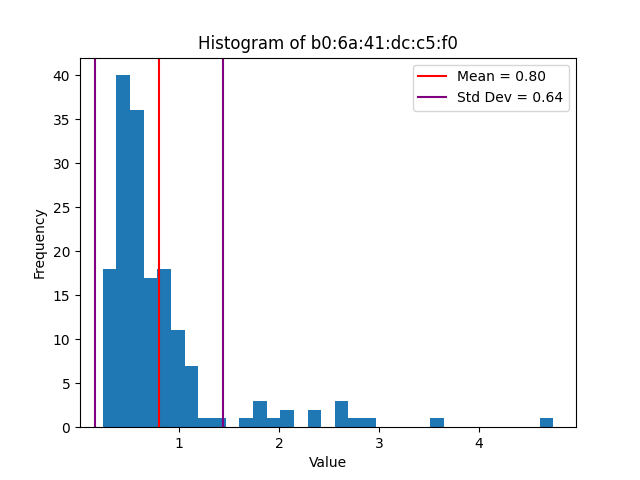 Histogram of b0:6a:41:dc:c5:f0
Mean = 0.80
Std Dev = 0.64
40
35
30
25
20
15
10
5
0
Frequency
1 2 3 4
Value